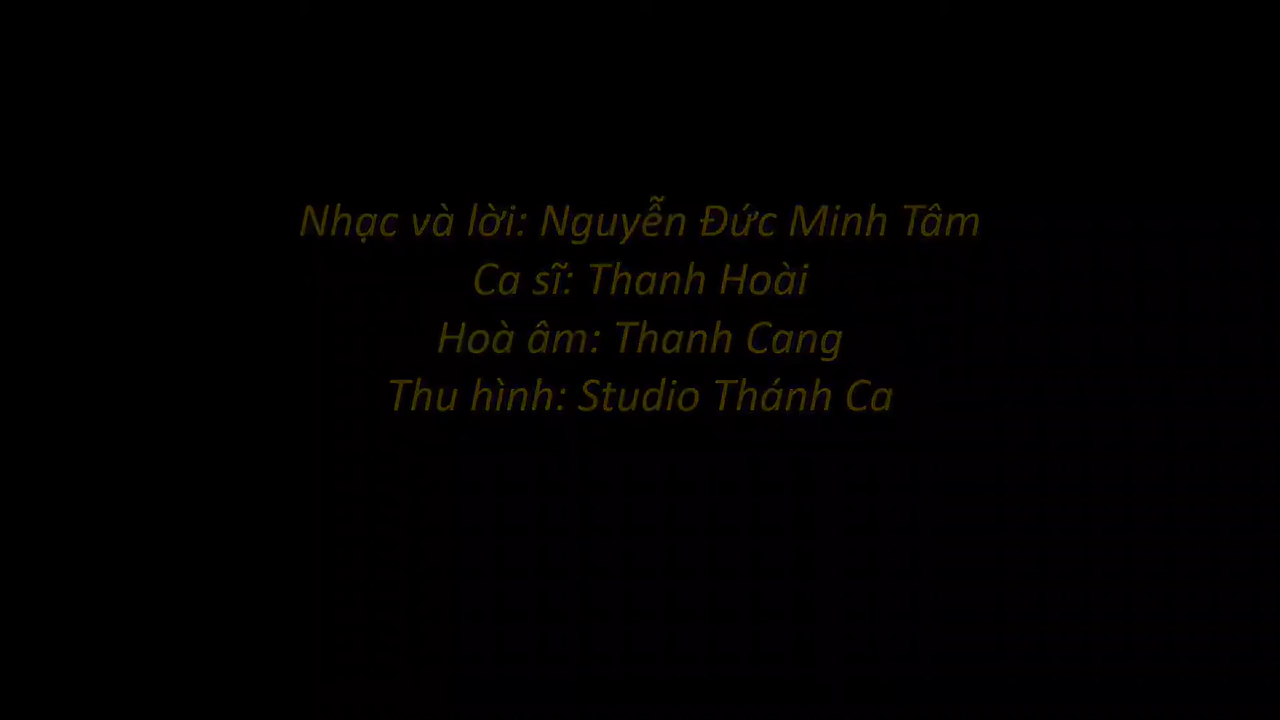 Nhạc và lời: Nguyễn Đức Minh Tâm
Ca sĩ: Thanh Hoài
Hoà âm: Thanh Cang
Thu hình: Studio Thánh Ca